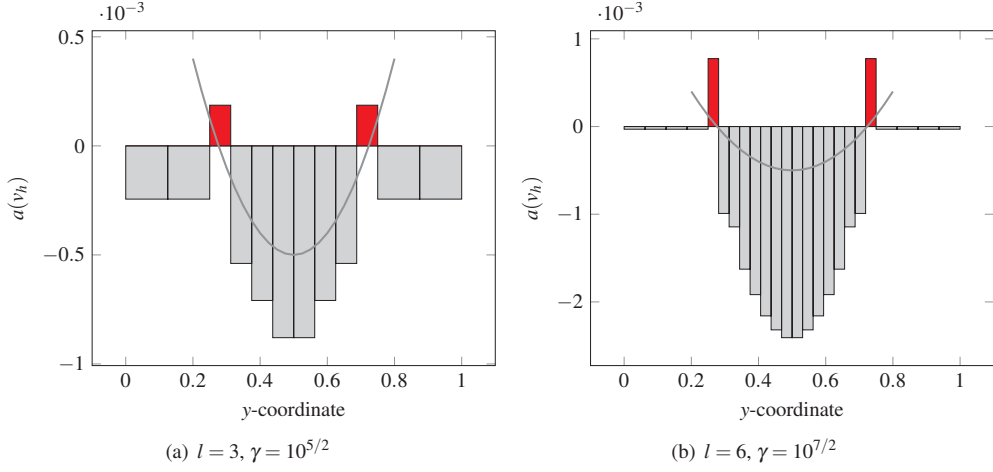 ·10−3
0.5
0
−0.5
−1
a(vh)
0 0.2 0.4 0.6 0.8 1
y-coordinate
(a) l = 3, γ = 10^{5/2}
·10−3
1
0
−1
−2
a(vh)
0 0.2 0.4 0.6 0.8 1
y-coordinate
(b) l = 6, γ = 10^{7/2}